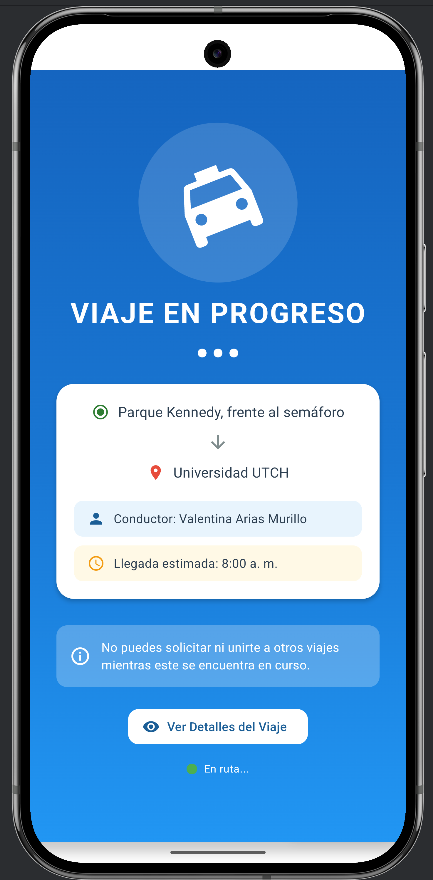 VIAJE EN PROGRESO
Parque Kennedy, frente al semáforo
Universidad UTCH
Conductor: Valentina Arias Murillo
Llegada estimada: 8:00 a. m.
No puedes solicitar ni unirte a otros viajes
mientras este se encuentra en curso.
Ver Detalles del Viaje
En ruta...